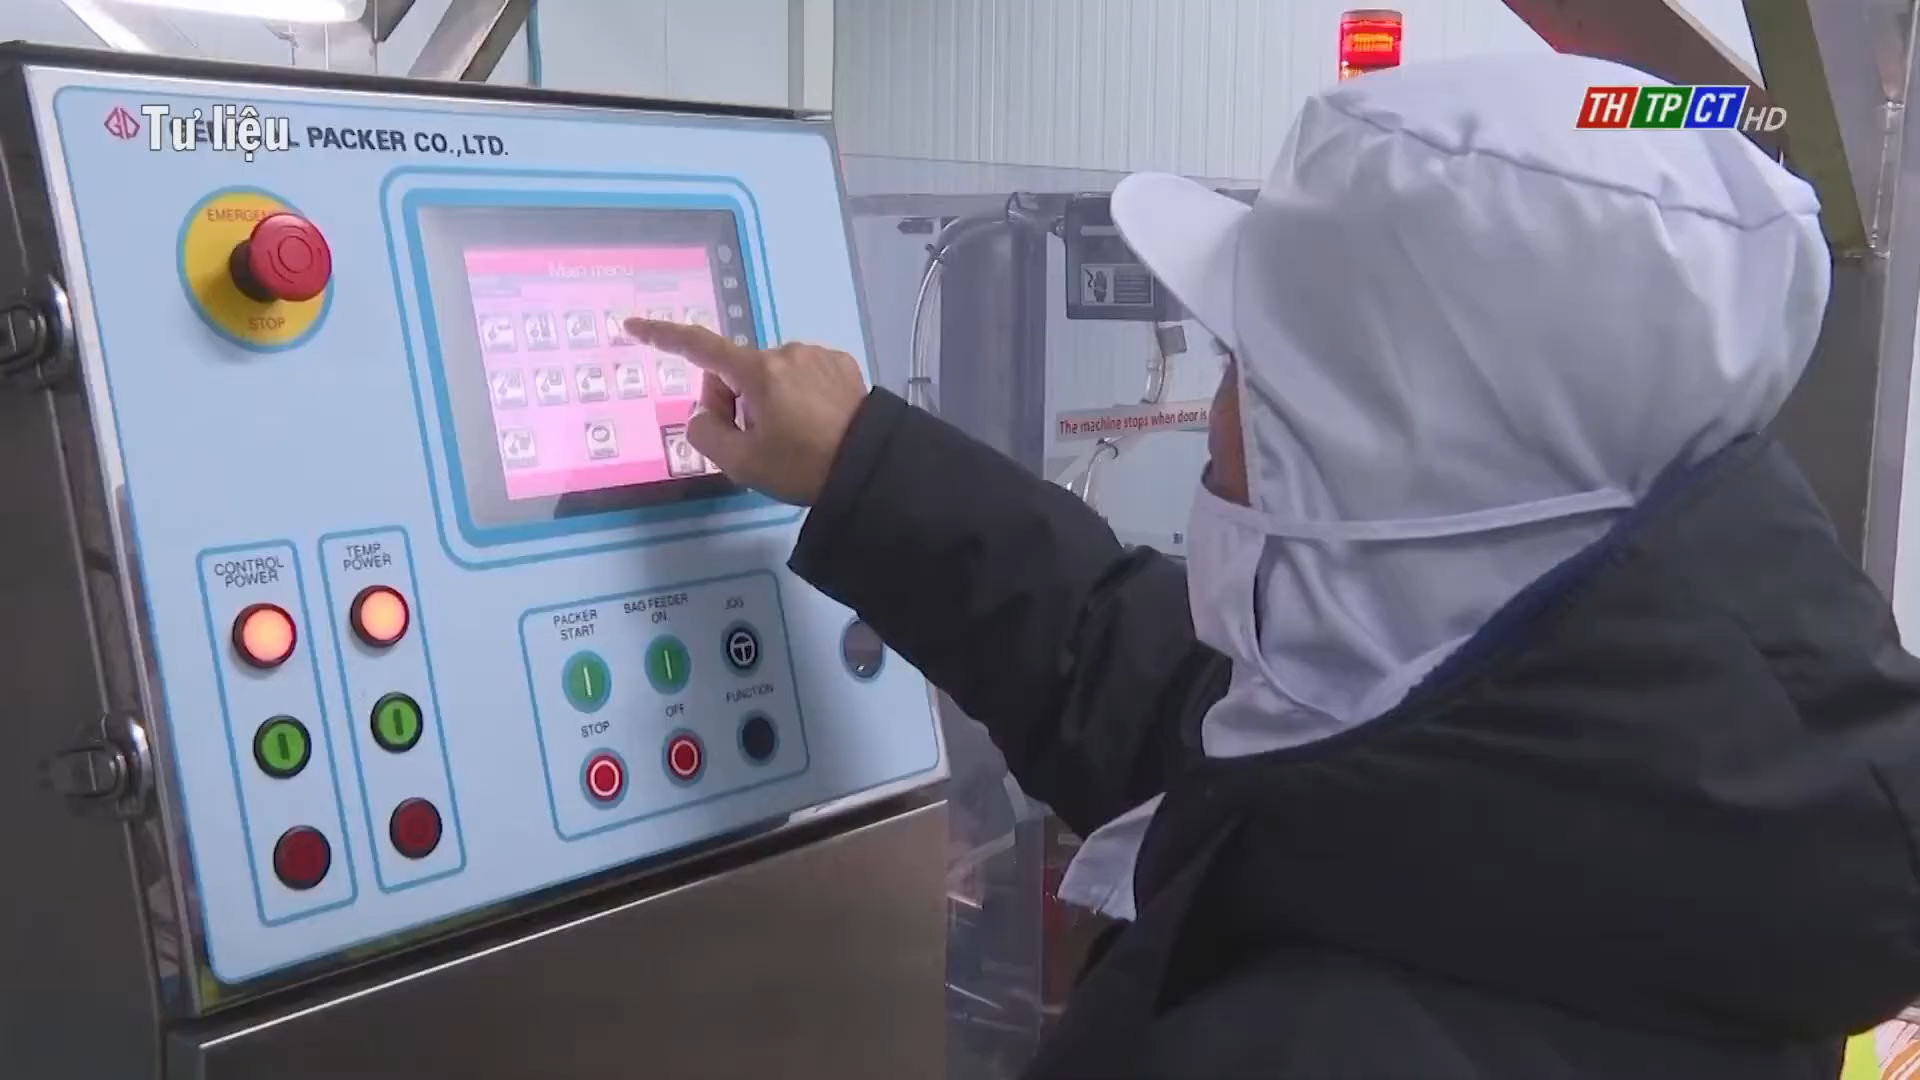 Tư liệu
PACKER CO.,LTD.
THTPCT HD
EMERGEN
STOP
Main menu
The machine stops when door is
CONTROL
POWER
TEMP
POWER
PACKER
START
BAG FEEDER
ON
JOG
STOP
OFF
FUNCTION